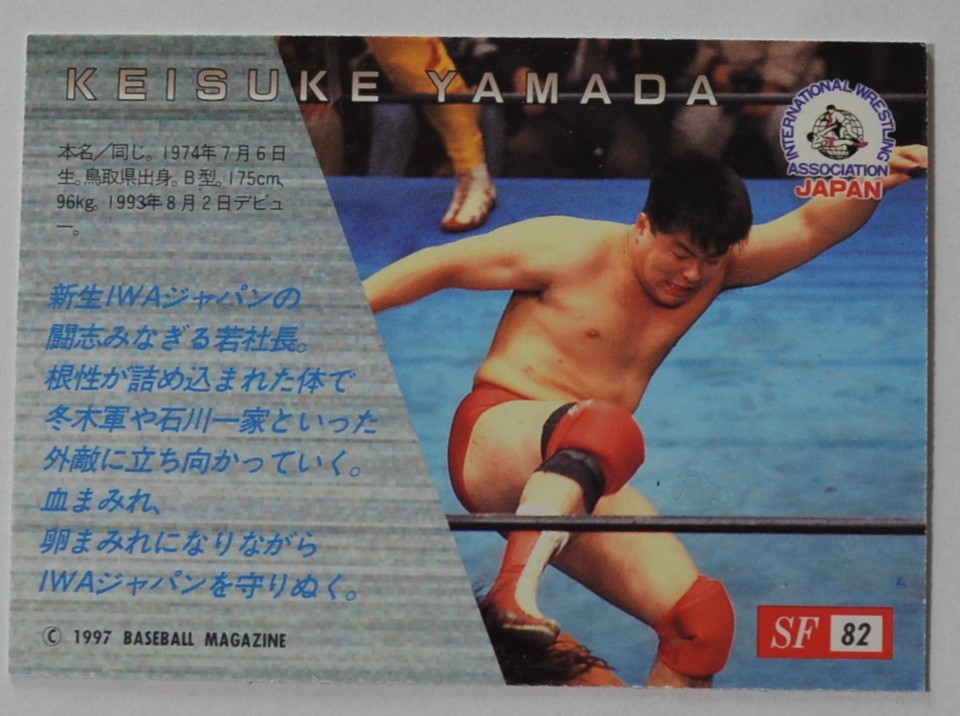 KEISUKE YAMADA
本名／同じ。1974年7月6日
生。鳥取県出身。B型。175cm、
96kg。1993年8月2日デビュ
ー。
INTERNATIONAL WRESTLING
ASSOCIATION
JAPAN
新生IWAジャパンの
闘志みなぎる若社長。
根性が詰め込まれた体で
冬木軍や石川一家といった
外敵に立ち向かっていく。
血まみれ、
卵まみれになりながら
IWAジャパンを守りぬく。
© 1997 BASEBALL MAGAZINE
SF 82